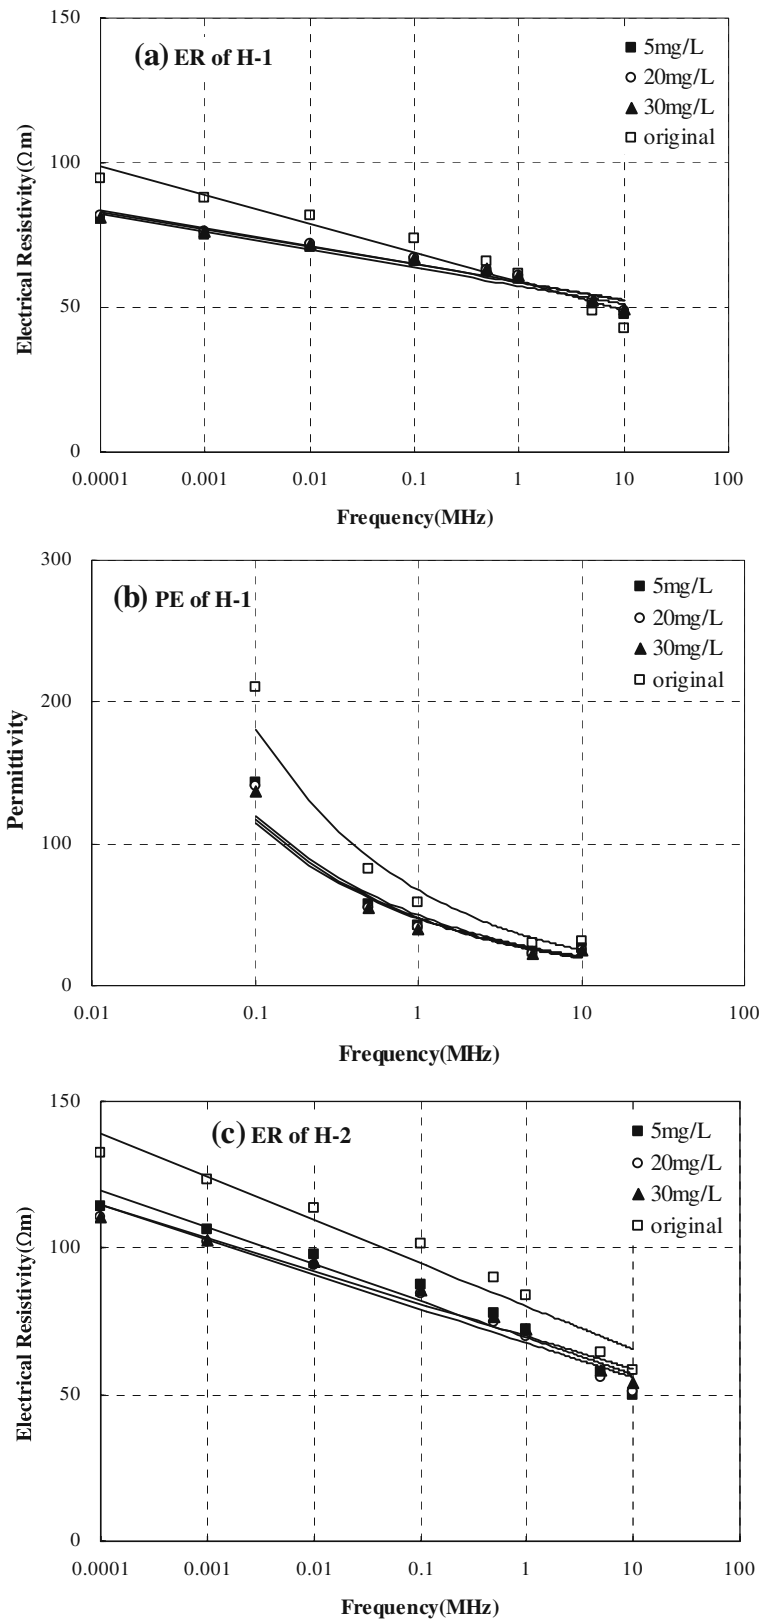 150
(a) ER of H-1
5mg/L
20mg/L
30mg/L
original
100
50
0
Electrical Resistivity(Ωm)
0.0001 0.001 0.01 0.1 1 10 100
Frequency(MHz)
300
(b) PE of H-1
5mg/L
20mg/L
30mg/L
original
200
100
0
Permittivity
0.01 0.1 1 10 100
Frequency(MHz)
150
(c) ER of H-2
5mg/L
20mg/L
30mg/L
original
100
50
0
Electrical Resistivity(Ωm)
0.0001 0.001 0.01 0.1 1 10 100
Frequency(MHz)